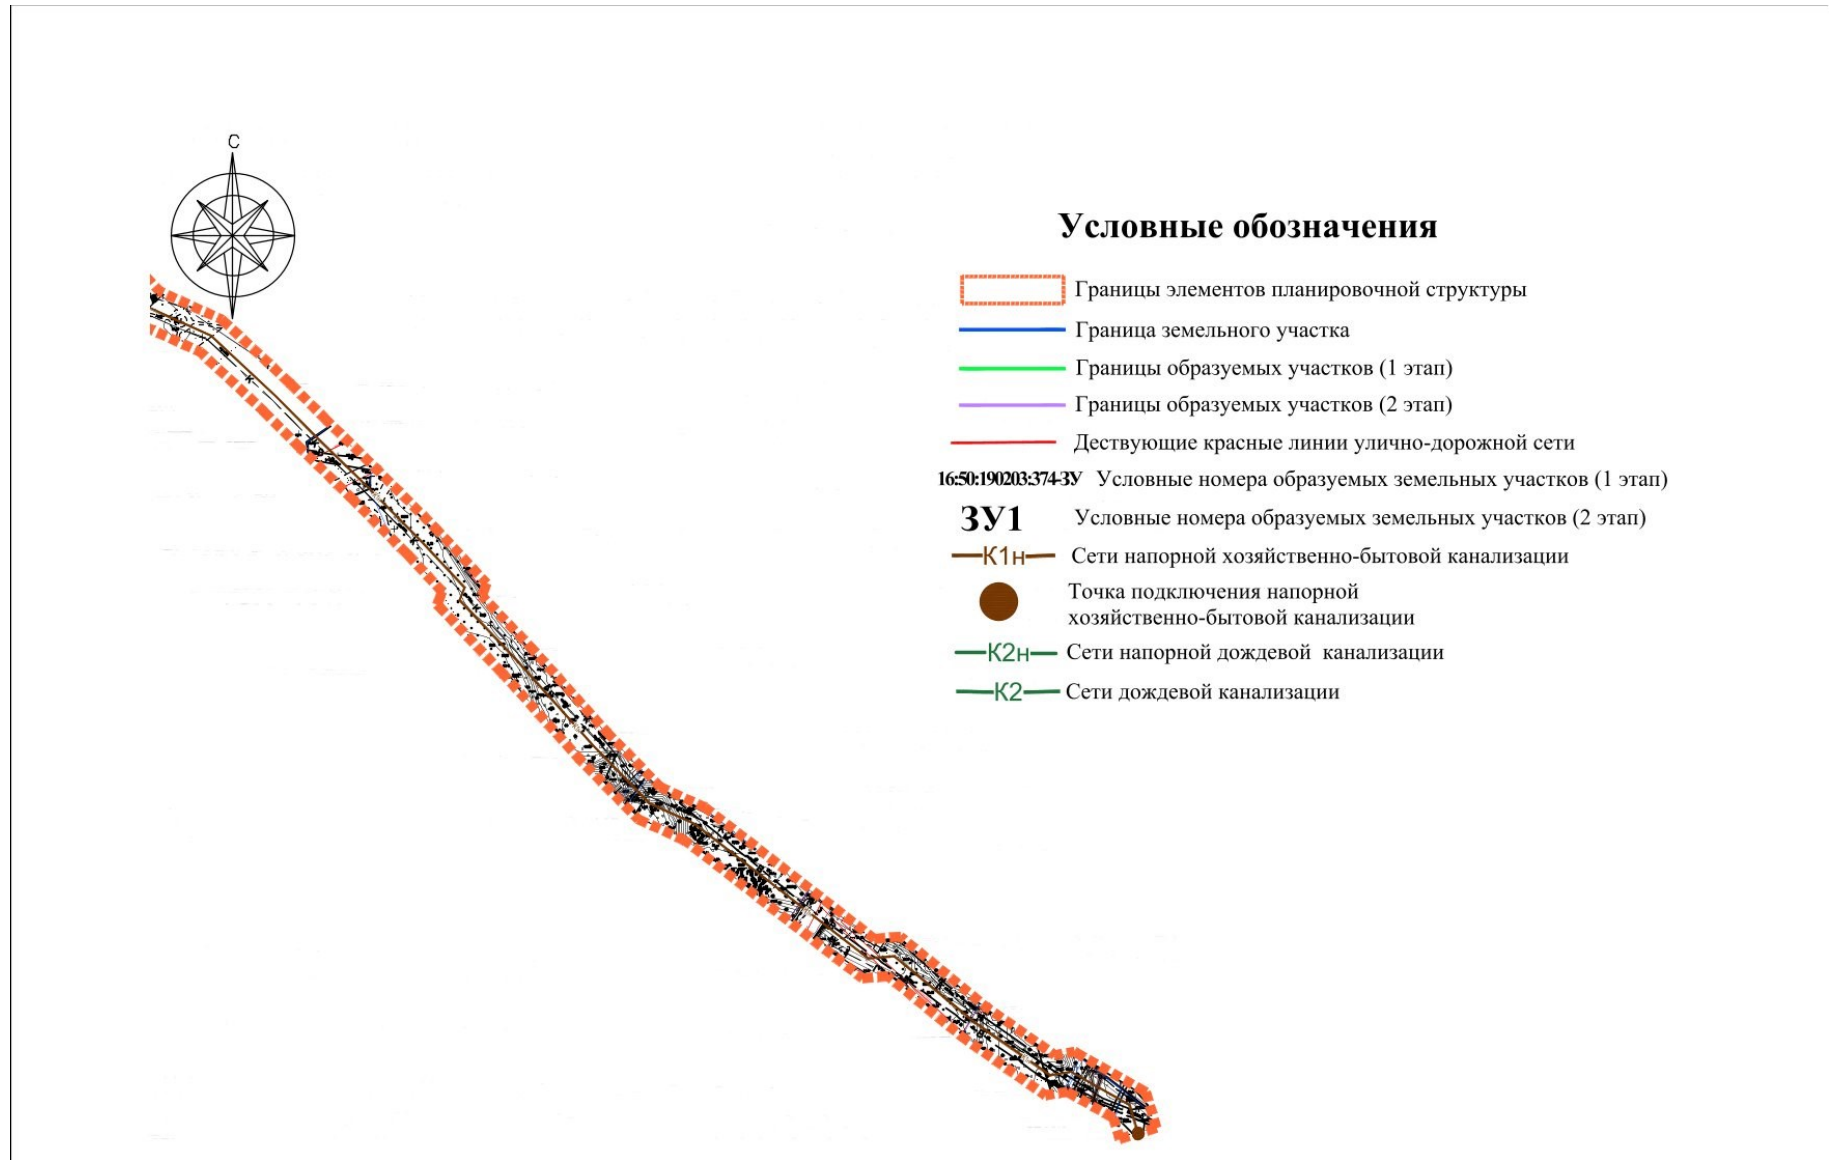 С
Условные обозначения
Границы элементов планировочной структуры
Граница земельного участка
Границы образуемых участков (1 этап)
Границы образуемых участков (2 этап)
Дествующие красные линии улично-дорожной сети
16:50:190203:374-ЗУ Условные номера образуемых земельных участков (1 этап)
ЗУ1 Условные номера образуемых земельных участков (2 этап)
К1н Сети напорной хозяйственно-бытовой канализации
Точка подключения напорной
хозяйственно-бытовой канализации
К2н Сети напорной дождевой канализации
К2 Сети дождевой канализации